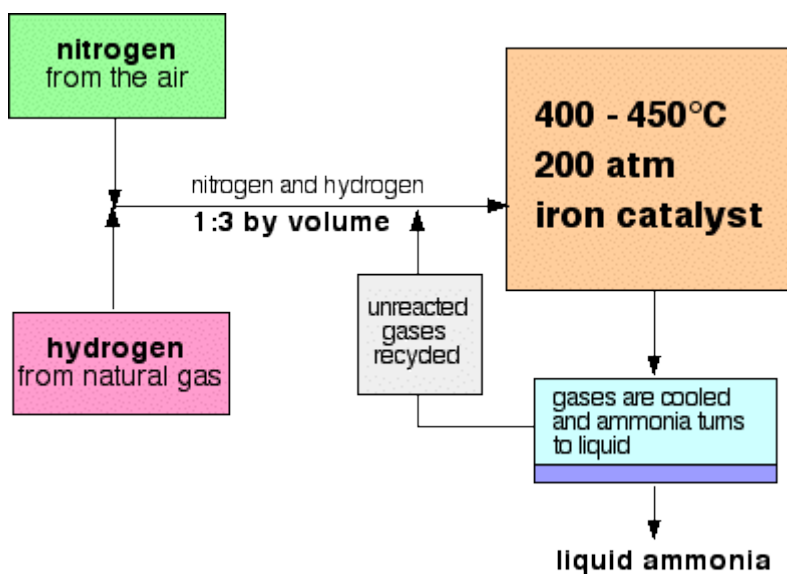 nitrogen
from the air
nitrogen and hydrogen
1:3 by volume
hydrogen
from natural gas
400 - 450°C
200 atm
iron catalyst
unreacted
gases
recycled
gases are cooled
and ammonia turns
to liquid
liquid ammonia